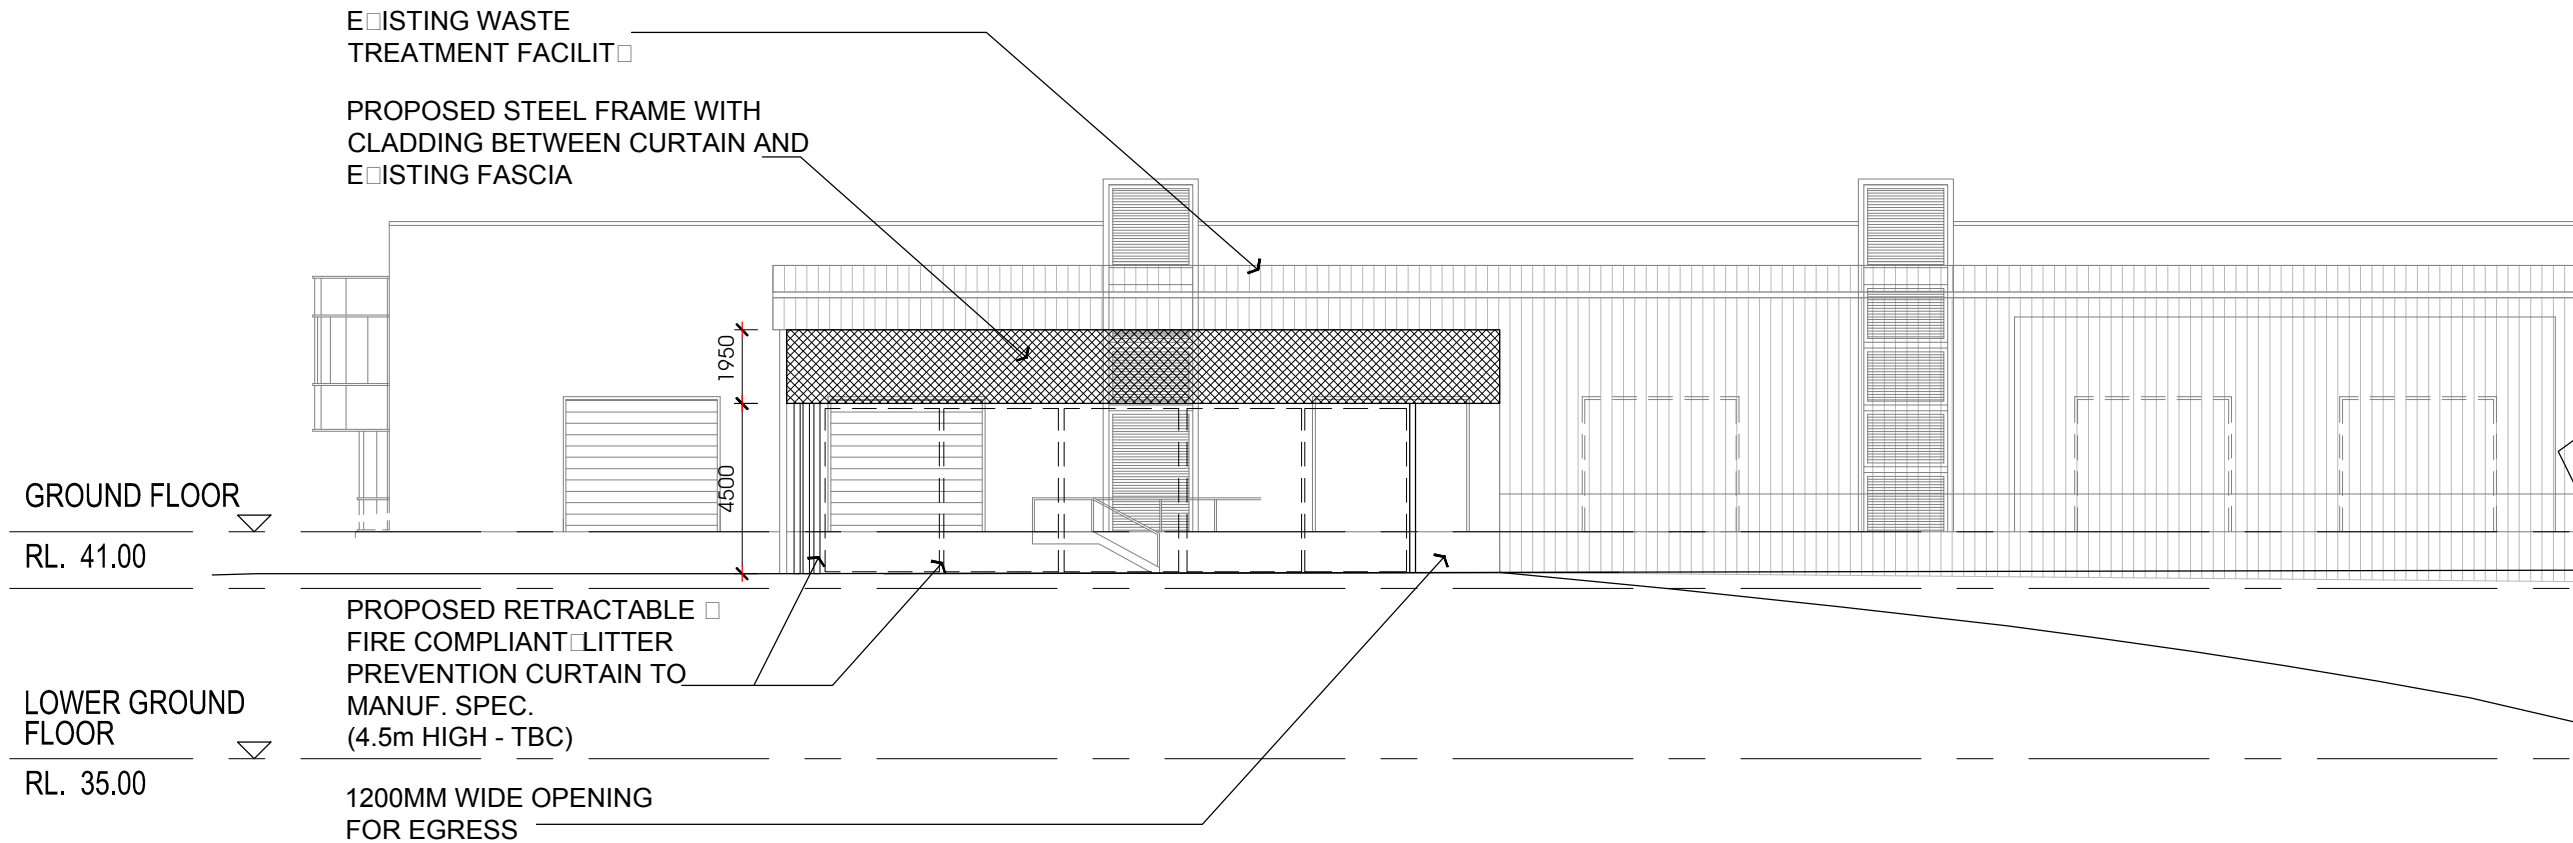 E□ISTING WASTE
TREATMENT FACILIT□
PROPOSED STEEL FRAME WITH
CLADDING BETWEEN CURTAIN AND
E□ISTING FASCIA
1950
4500
GROUND FLOOR
RL. 41.00
PROPOSED RETRACTABLE □
FIRE COMPLIANT□LITTER
PREVENTION CURTAIN TO
MANUF. SPEC.
(4.5m HIGH - TBC)
LOWER GROUND
FLOOR
RL. 35.00
1200MM WIDE OPENING
FOR EGRESS